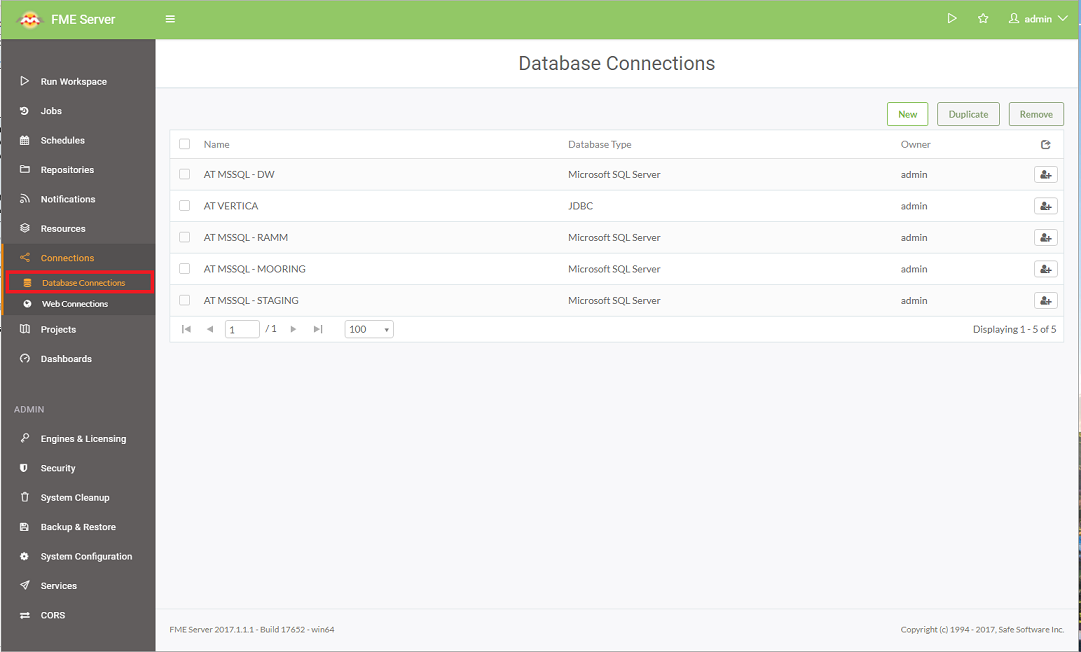 FME Server
admin
Run Workspace
Jobs
Schedules
Repositories
Notifications
Resources
Connections
Database Connections
Web Connections
Projects
Dashboards
ADMIN
Engines & Licensing
Security
System Cleanup
Backup & Restore
System Configuration
Services
CORS
Database Connections
New Duplicate Remove
Name Database Type Owner
AT MSSQL - DW Microsoft SQL Server admin
AT VERTICA JDBC admin
AT MSSQL - RAMM Microsoft SQL Server admin
AT MSSQL - MOORING Microsoft SQL Server admin
AT MSSQL - STAGING Microsoft SQL Server admin
1 / 1 100 Displaying 1 - 5 of 5
FME Server 2017.1.1.1 - Build 17652 - win64 Copyright (c) 1994 - 2017, Safe Software Inc.